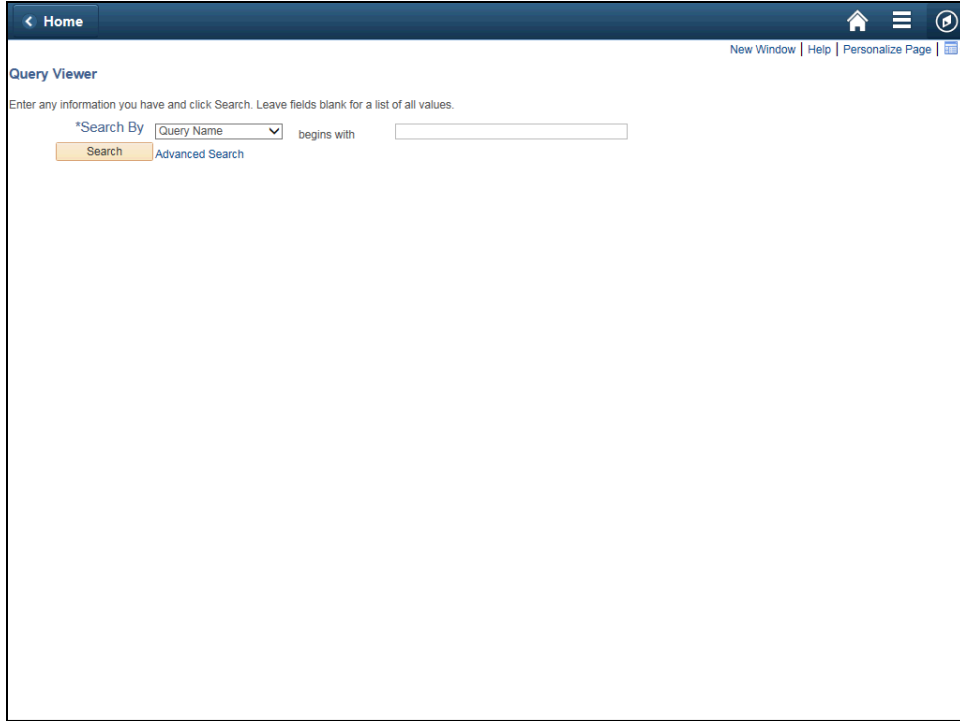 Home
New Window | Help | Personalize Page |
Query Viewer
Enter any information you have and click Search. Leave fields blank for a list of all values.
*Search By Query Name begins with
Search Advanced Search